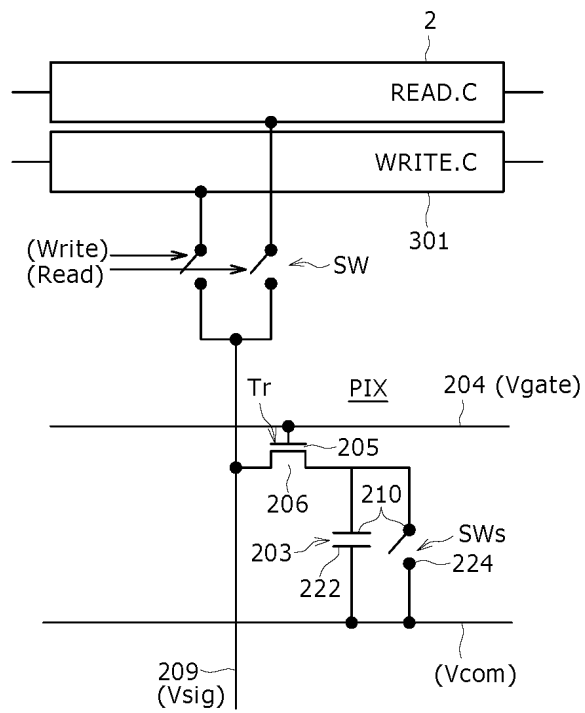 2
READ.C
WRITE.C
301
(Write)
(Read)
SW
204 (Vgate)
Tr
PIX
205
206
210
203
222
SWs
224
209
(Vsig)
(Vcom)